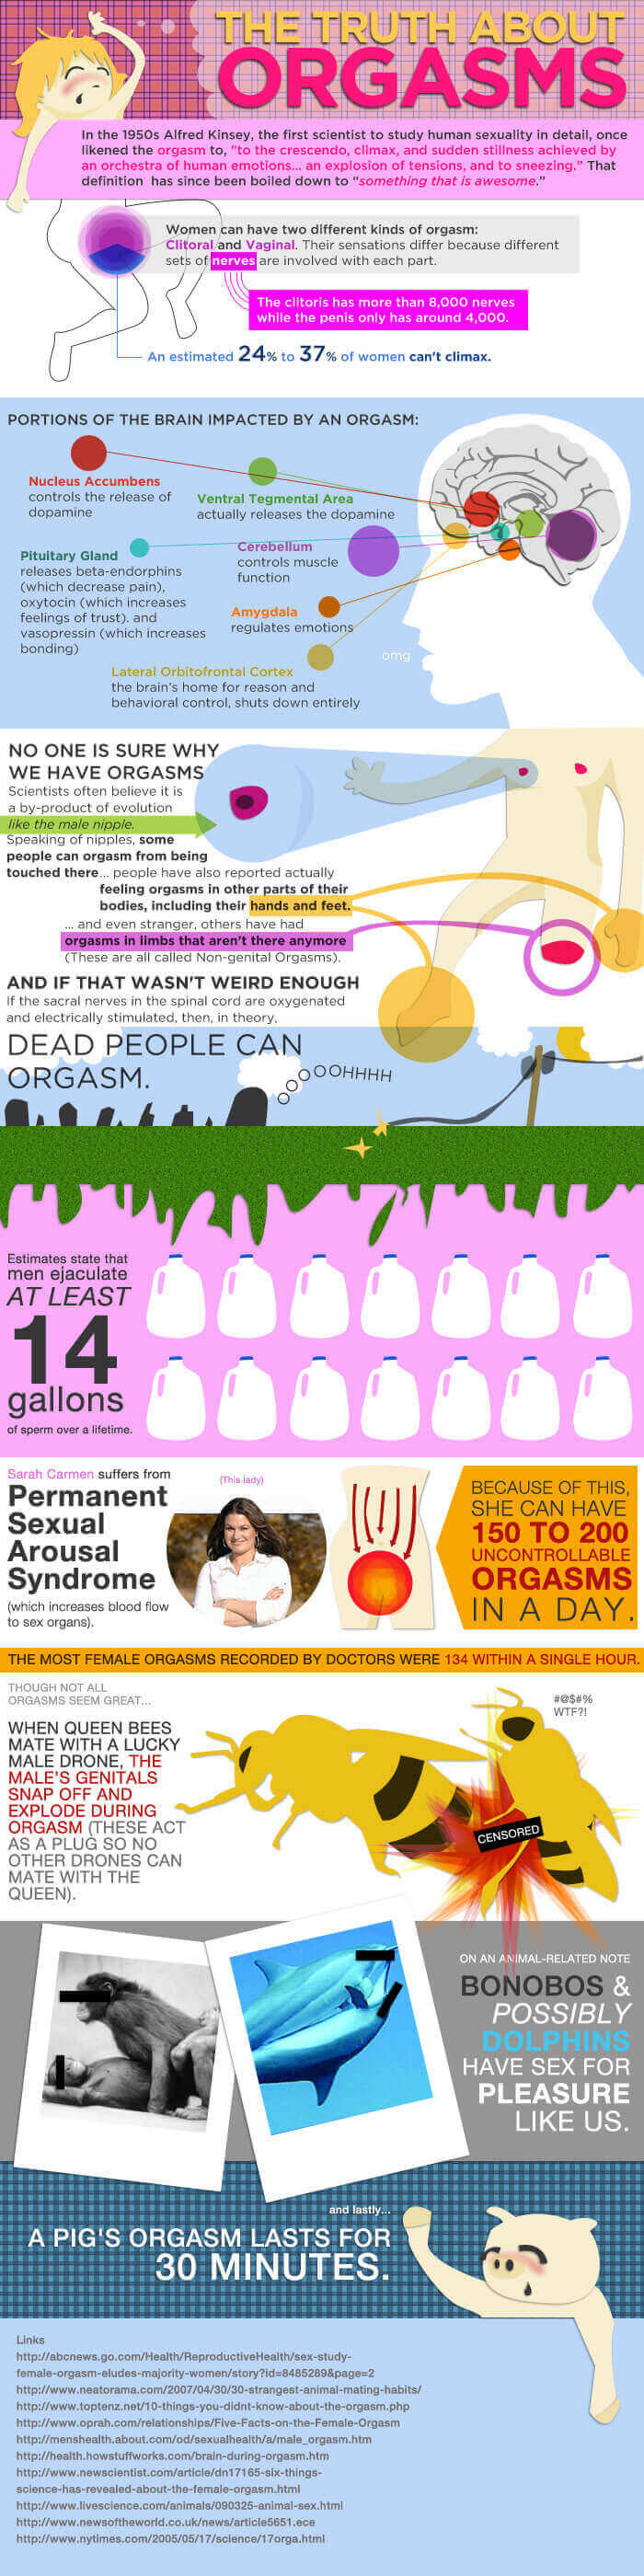 THE TRUTH ABOUT
ORGASMS
In the 1950s Alfred Kinsey, the first scientist to study human sexuality in detail, once
likened the orgasm to, "to the crescendo, climax, and sudden stillness achieved by
an orchestra of human emotions... an explosion of tensions, and to sneezing." That
definition has since been boiled down to "something that is awesome."
Women can have two different kinds of orgasm:
Clitoral and Vaginal. Their sensations differ because different
sets of nerves are involved with each part.
The clitoris has more than 8,000 nerves
while the penis only has around 4,000.
An estimated 24% to 37% of women can't climax.
PORTIONS OF THE BRAIN IMPACTED BY AN ORGASM:
Nucleus Accumbens
controls the release of
dopamine
Ventral Tegmental Area
actually releases the dopamine
Pituitary Gland
releases beta-endorphins
(which decrease pain),
oxytocin (which increases
feelings of trust). and
vasopressin (which increases
bonding)
Cerebellum
controls muscle
function
Amygdala
regulates emotions
Lateral Orbitofrontal Cortex
the brain's home for reason and
behavioral control, shuts down entirely
omg
NO ONE IS SURE WHY
WE HAVE ORGASMS
Scientists often believe it is
a by-product of evolution
like the male nipple.
Speaking of nipples, some
people can orgasm from being
touched there... people have also reported actually
feeling orgasms in other parts of their
bodies, including their hands and feet.
... and even stranger, others have had
orgasms in limbs that aren't there anymore
(These are all called Non-genital Orgasms).
AND IF THAT WASN'T WEIRD ENOUGH
If the sacral nerves in the spinal cord are oxygenated
and electrically stimulated, then, in theory,
DEAD PEOPLE CAN
ORGASM.
OOHHHH
Estimates state that
men ejaculate
AT LEAST
14
gallons
of sperm over a lifetime.
Sarah Carmen suffers from
Permanent
Sexual
Arousal
Syndrome
(which increases blood flow
to sex organs).
(This lady)
BECAUSE OF THIS,
SHE CAN HAVE
150 TO 200
UNCONTROLLABLE
ORGASMS
IN A DAY.
THE MOST FEMALE ORGASMS RECORDED BY DOCTORS WERE 134 WITHIN A SINGLE HOUR.
THOUGH NOT ALL
ORGASMS SEEM GREAT...
WHEN QUEEN BEES
MATE WITH A LUCKY
MALE DRONE, THE
MALE'S GENITALS
SNAP OFF AND
EXPLODE DURING
ORGASM (THESE ACT
AS A PLUG SO NO
OTHER DRONES CAN
MATE WITH THE
QUEEN).
#@$#%
WTF?!
CENSORED
ON AN ANIMAL-RELATED NOTE
BONOBOS &
POSSIBLY
DOLPHINS
HAVE SEX FOR
PLEASURE
LIKE US.
and lastly...
A PIG'S ORGASM LASTS FOR
30 MINUTES.
Links
http://abcnews.go.com/Health/ReproductiveHealth/sex-study-
female-orgasm-eludes-majority-women/story?id=8485289&page=2
http://www.neatorama.com/2007/04/30/30-strangest-animal-mating-habits/
http://www.toptenz.net/10-things-you-didnt-know-about-the-orgasm.php
http://www.oprah.com/relationships/Five-Facts-on-the-Female-Orgasm
http://menshealth.about.com/od/sexualhealth/a/male_orgasm.htm
http://health.howstuffworks.com/brain-during-orgasm.htm
http://www.newscientist.com/article/dn17165-six-things-
science-has-revealed-about-the-female-orgasm.html
http://www.livescience.com/animals/090325-animal-sex.html
http://www.newsoftheworld.co.uk/news/article5651.ece
http://www.nytimes.com/2005/05/17/science/17orga.html